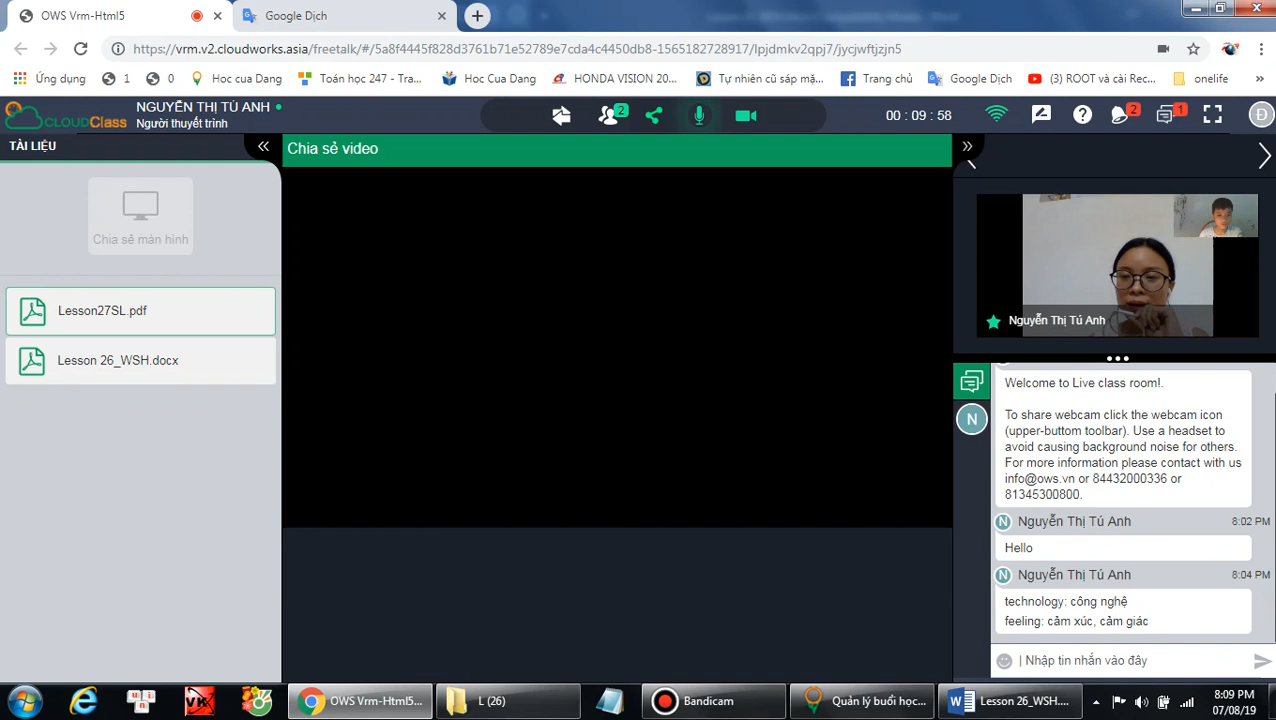 OWS Vrm-Html5
Google Dịch
https://vrm.v2.cloudworks.asia/freetalk/#/5a8f4445f828d3761b71e52789e7cda4c4450db8-1565182728917/lpjdmkv2qpj7/jycjwftjzjn5
Ứng dụng
1
0
Học cua Dang
Toán học 247 - Tra...
Học Cua Dang
HONDA VISION 20...
Tự nhiên cũ sáp mặ...
Trang chủ
Google Dịch
(3) ROOT và cài Rec...
onelife
»
CLOUDClass
NGUYỄN THỊ TÚ ANH
Người thuyết trình
2
00 : 09 : 58
2
1
Đ
TÀI LIỆU
Chia sẻ màn hình
Lesson27SL.pdf
Lesson 26_WSH.docx
Chia sẻ video
Nguyễn Thị Tú Anh
Welcome to Live class room!.
To share webcam click the webcam icon
(upper-buttom toolbar). Use a headset to
avoid causing background noise for others.
For more information please contact with us
info@ows.vn or 84432000336 or
81345300800.
N
N Nguyễn Thị Tú Anh 8:02 PM
Hello
N Nguyễn Thị Tú Anh 8:04 PM
technology: công nghệ
feeling: cảm xúc, cảm giác
Nhập tin nhắn vào đây
OWS Vrm-Html5...
L (26)
Bandicam
Quản lý buổi học...
Lesson 26_WSH....
8:09 PM
07/08/19